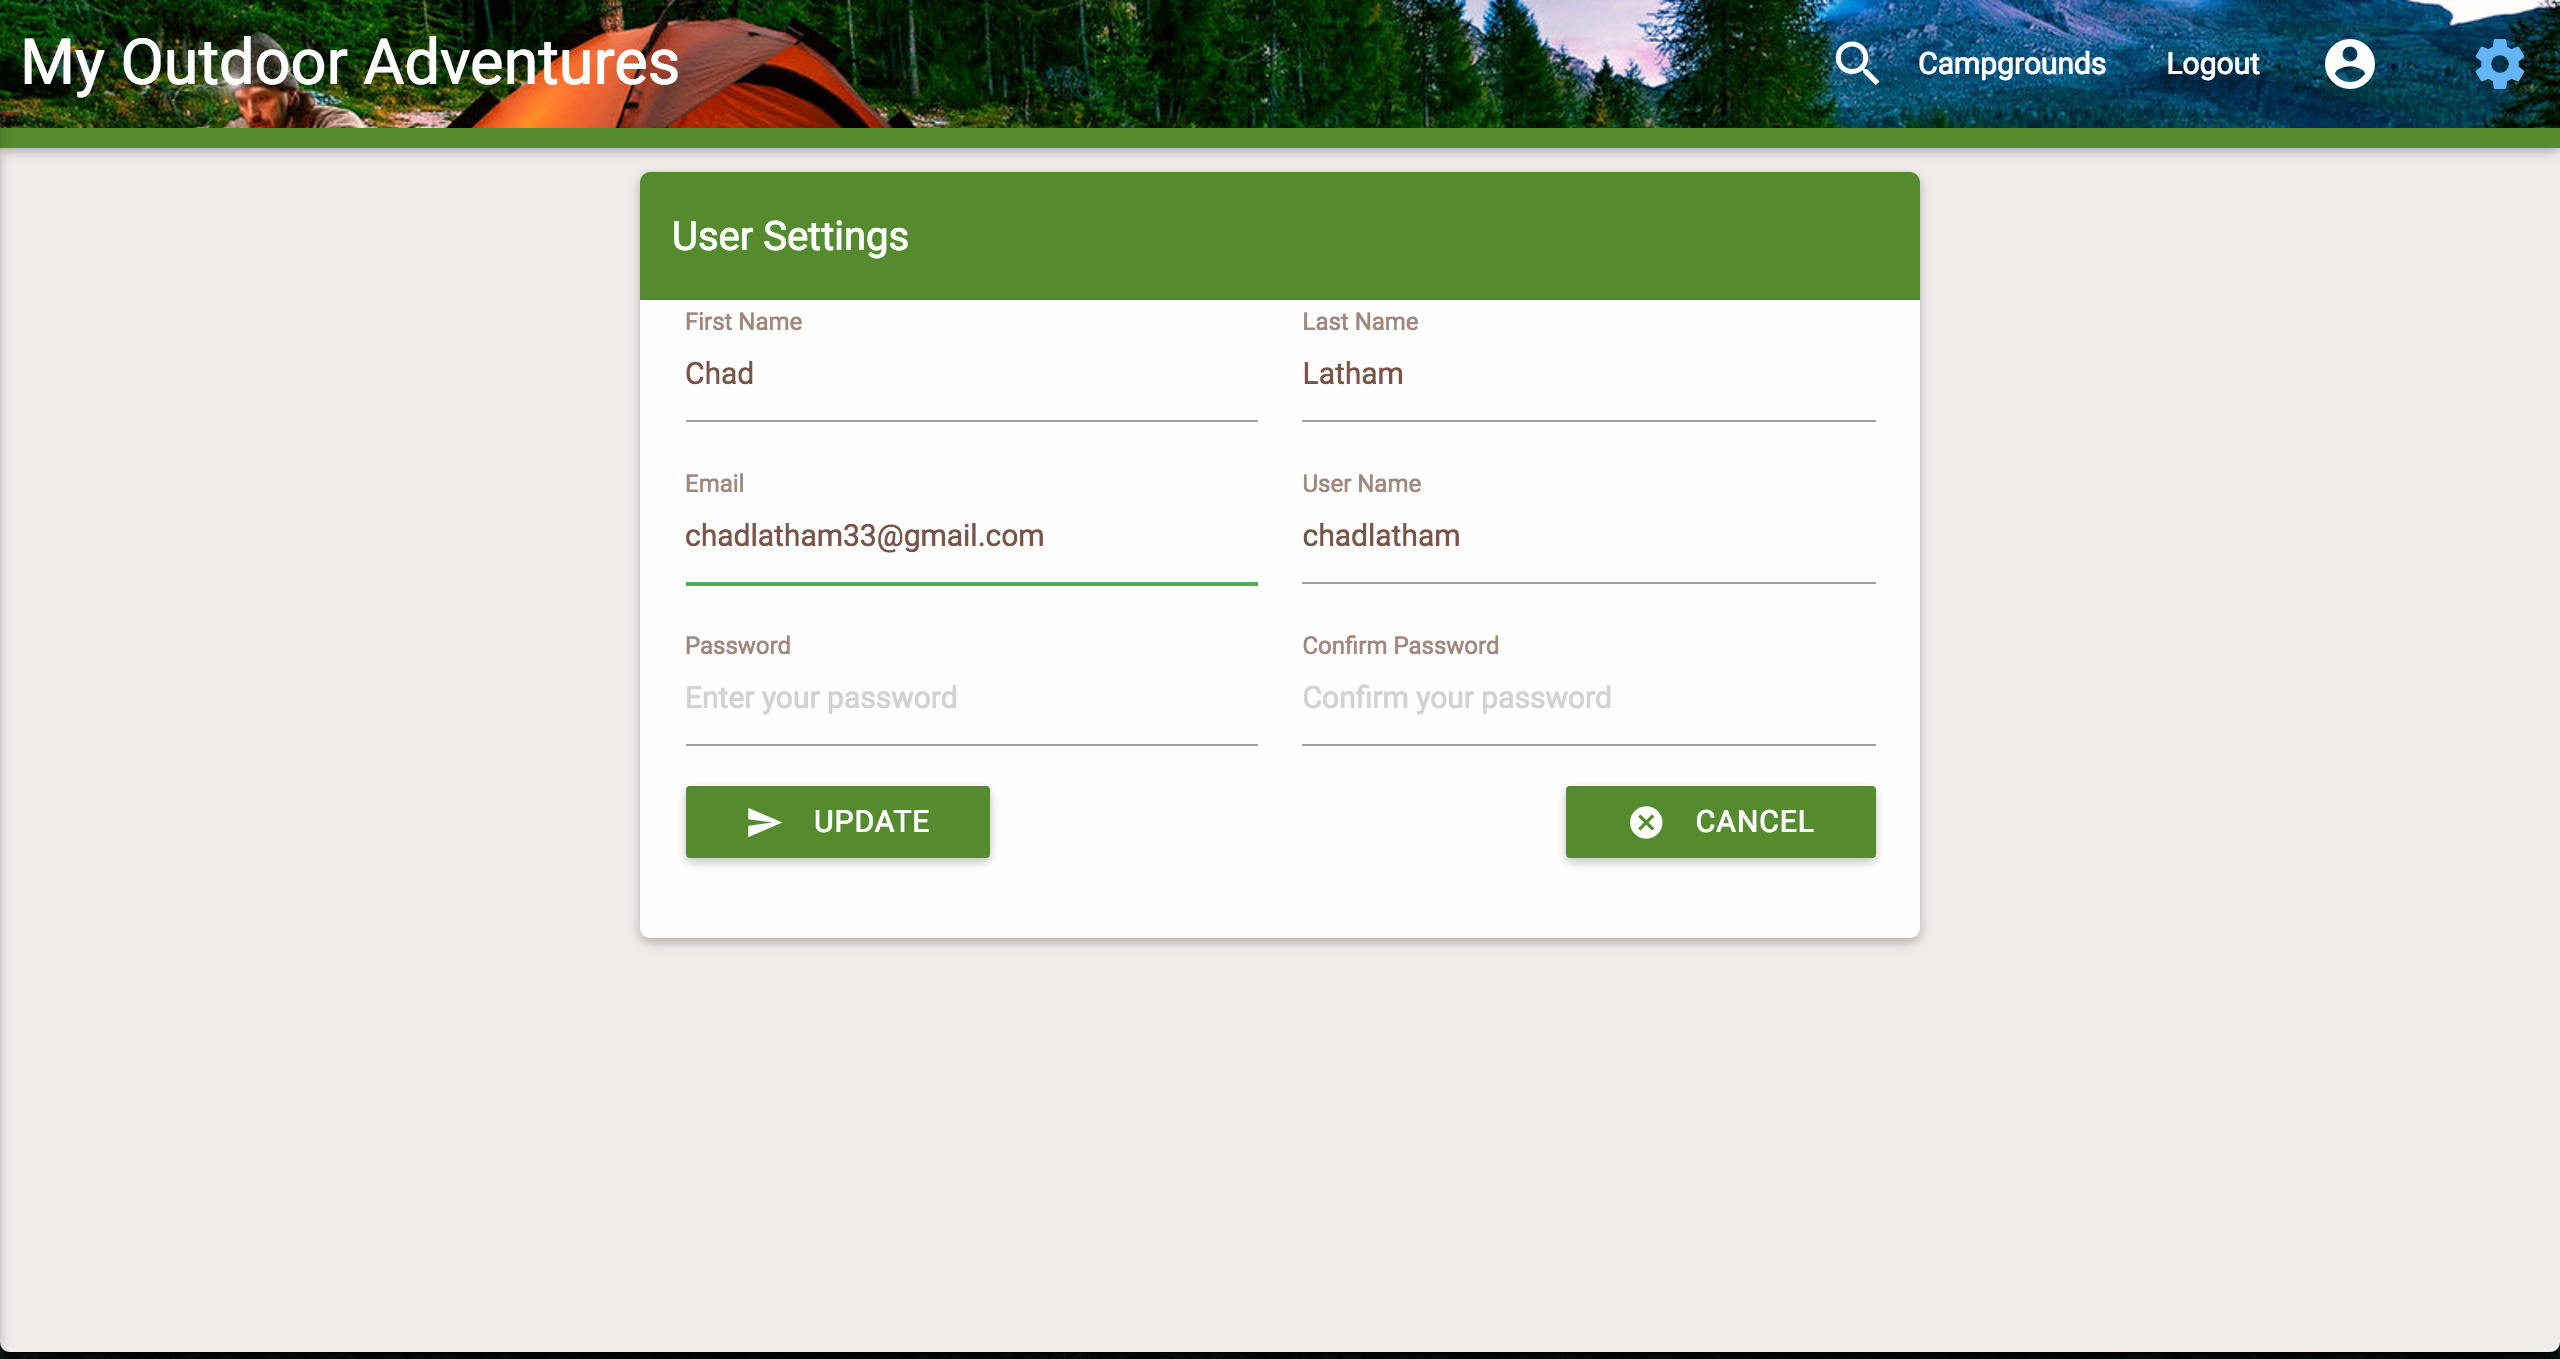 My Outdoor Adventures
Campgrounds
Logout
User Settings
First Name
Last Name
Chad
Latham
Email
User Name
chadlatham33@gmail.com
chadlatham
Password
Confirm Password
Enter your password
Confirm your password
UPDATE
CANCEL